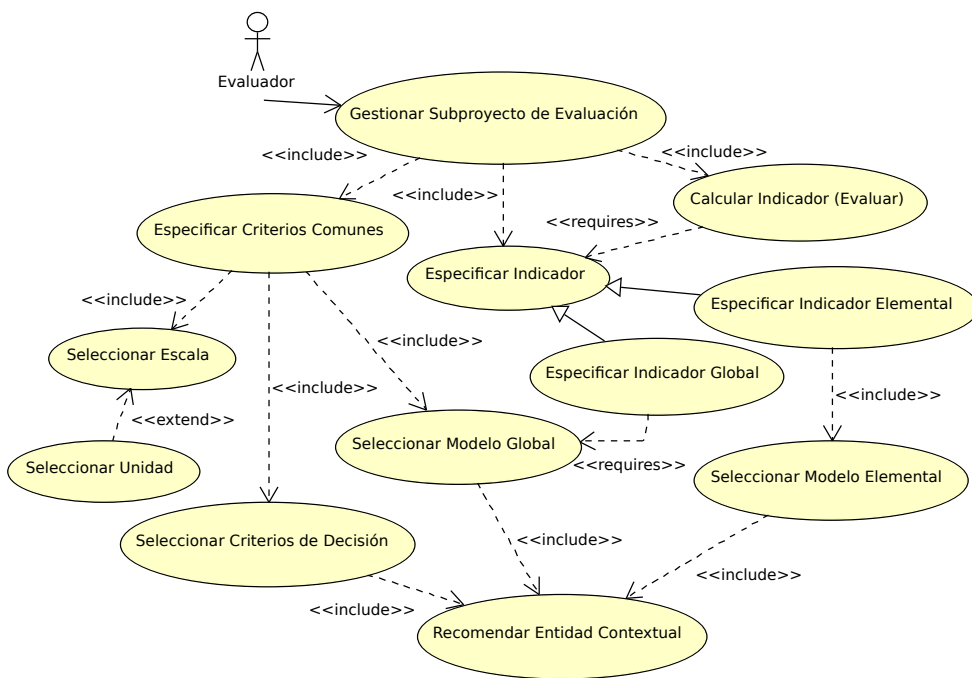 Evaluador
Gestionar Subproyecto de Evaluación
<<include>>
<<include>>
<<include>>
Calcular Indicador (Evaluar)
Especificar Criterios Comunes
<<requires>>
Especificar Indicador
<<include>>
Especificar Indicador Elemental
<<include>>
Seleccionar Escala
Especificar Indicador Global
<<include>>
<<include>>
<<extend>>
Seleccionar Modelo Global
Seleccionar Unidad
<<requires>>
Seleccionar Modelo Elemental
Seleccionar Criterios de Decisión
<<include>>
<<include>>
<<include>>
Recomendar Entidad Contextual